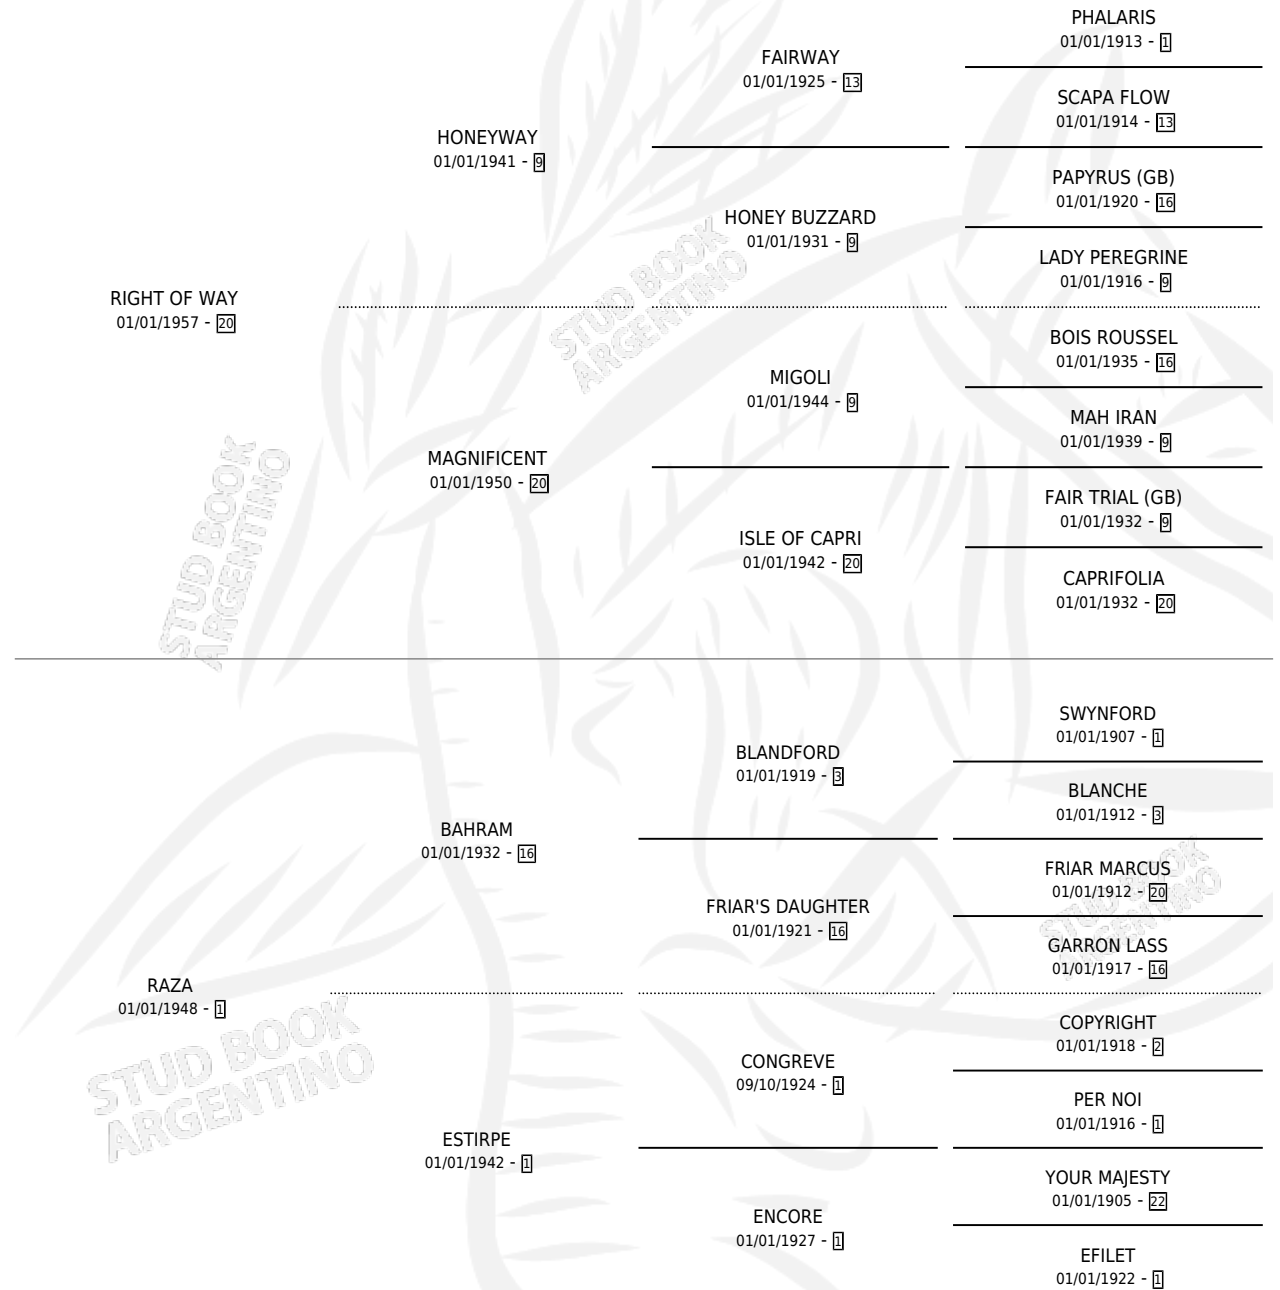 PHALARIS
01/01/1913 - 1
FAIRWAY
01/01/1925 - 13
SCAPA FLOW
01/01/1914 - 13
HONEYWAY
01/01/1941 - 9
PAPYRUS (GB)
01/01/1920 - 16
HONEY BUZZARD
01/01/1931 - 9
LADY PEREGRINE
01/01/1916 - 9
RIGHT OF WAY
01/01/1957 - 20
BOIS ROUSSEL
01/01/1935 - 16
MIGOLI
01/01/1944 - 9
MAH IRAN
01/01/1939 - 9
MAGNIFICENT
01/01/1950 - 20
FAIR TRIAL (GB)
01/01/1932 - 9
ISLE OF CAPRI
01/01/1942 - 20
CAPRIFOLIA
01/01/1932 - 20
SWYNFORD
01/01/1907 - 1
BLANDFORD
01/01/1919 - 3
BLANCHE
01/01/1912 - 3
BAHRAM
01/01/1932 - 16
FRIAR MARCUS
01/01/1912 - 20
FRIAR'S DAUGHTER
01/01/1921 - 16
GARRON LASS
01/01/1917 - 16
RAZA
01/01/1948 - 1
COPYRIGHT
01/01/1918 - 2
CONGREVE
09/10/1924 - 1
PER NOI
01/01/1916 - 1
ESTIRPE
01/01/1942 - 1
YOUR MAJESTY
01/01/1905 - 22
ENCORE
01/01/1927 - 1
EFILET
01/01/1922 - 1
STUD BOOK
ARGENTINO
STUD BOOK
ARGENTINO
STUD BOOK
ARGENTINO
STUD BOOK
ARGENTINO